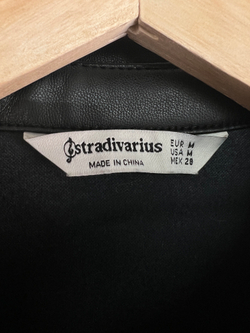 stradivarius
MADE IN CHINA
EUR M
USA M
MEX 28